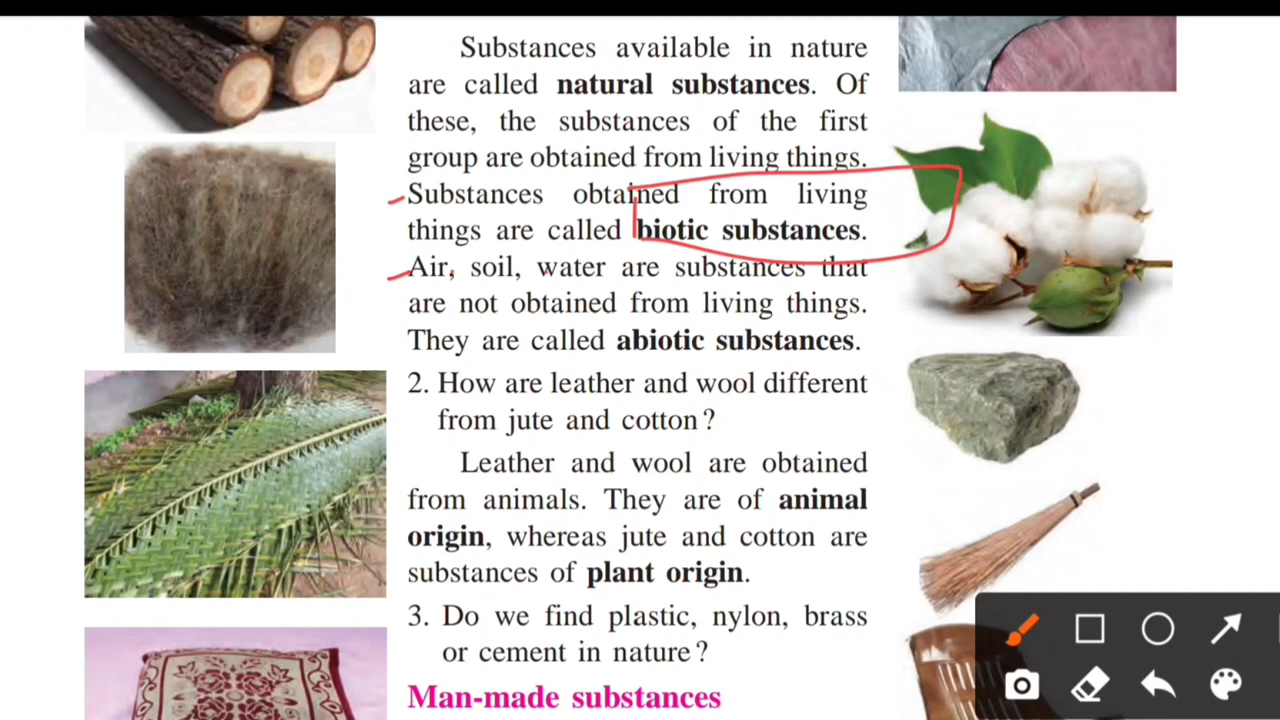 Substances available in nature
are called natural substances. Of
these, the substances of the first
group are obtained from living things.
Substances obtained from living
things are called biotic substances.
Air, soil, water are substances that
are not obtained from living things.
They are called abiotic substances.
2. How are leather and wool different
from jute and cotton?
Leather and wool are obtained
from animals. They are of animal
origin, whereas jute and cotton are
substances of plant origin.
3. Do we find plastic, nylon, brass
or cement in nature?
Man-made substances